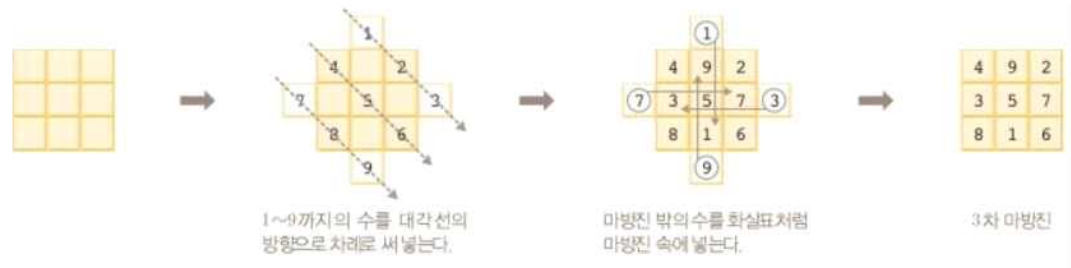 1
4 2
7 5 3
8 6
9
1
4 9 2
7 3 5 7 3
8 1 6
9
4 9 2
3 5 7
8 1 6
1～9까지의 수를 대각선의
방향으로 차례로 써넣는다.
마방진 밖의 수를 화살표처럼
마방진 속에 넣는다.
3차 마방진